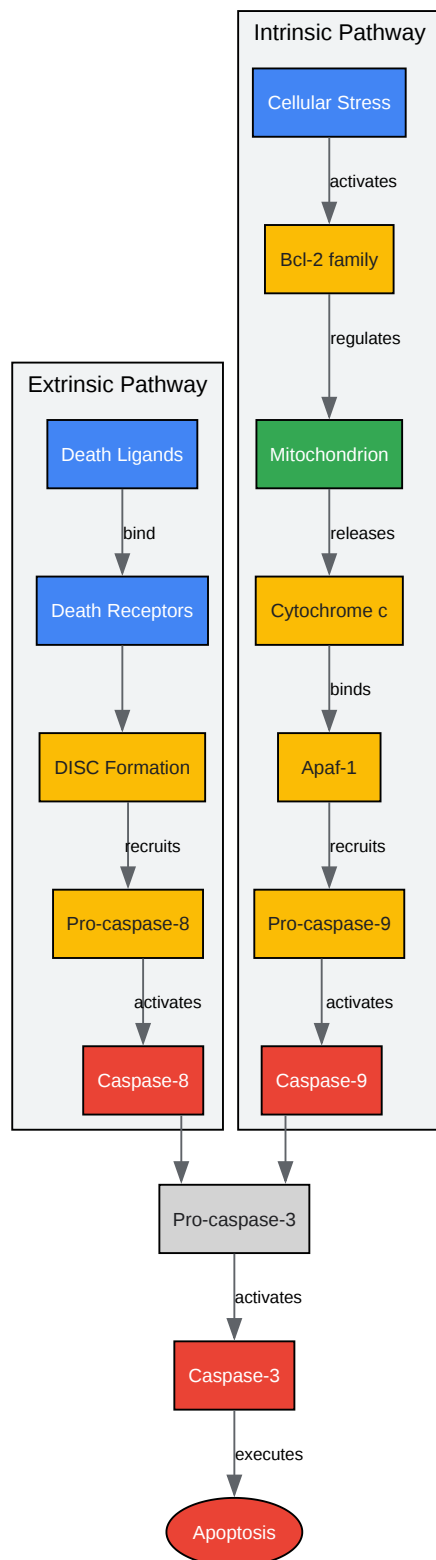 Intrinsic Pathway
Cellular Stress
activates
Bcl-2 family
regulates
Mitochondrion
releases
Cytochrome c
binds
Apaf-1
recruits
Pro-caspase-9
activates
Caspase-9
Extrinsic Pathway
Death Ligands
bind
Death Receptors
DISC Formation
recruits
Pro-caspase-8
activates
Caspase-8
Pro-caspase-3
activates
Caspase-3
executes
Apoptosis